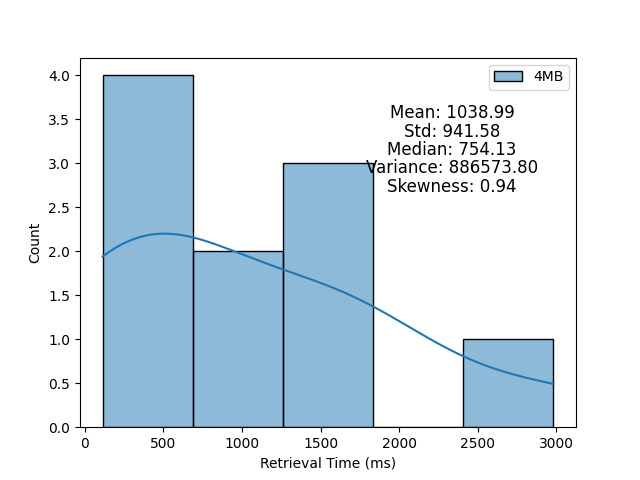 4MB
Mean: 1038.99
Std: 941.58
Median: 754.13
Variance: 886573.80
Skewness: 0.94
Count
4.0
3.5
3.0
2.5
2.0
1.5
1.0
0.5
0.0
0 500 1000 1500 2000 2500 3000
Retrieval Time (ms)